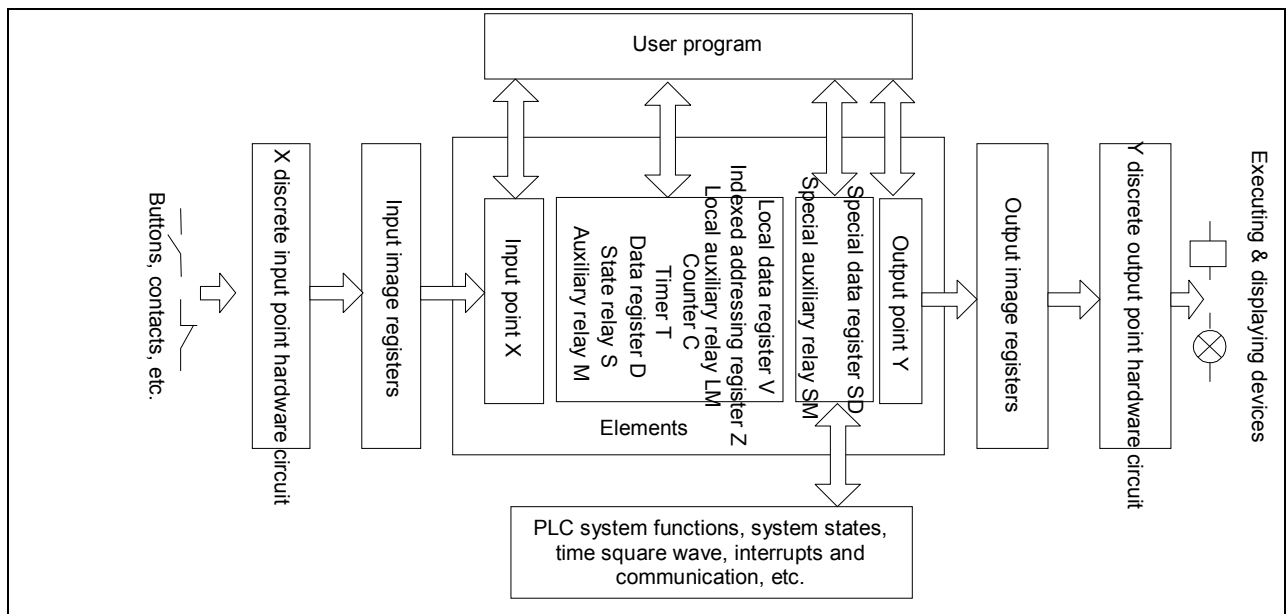 User program
Buttons, contacts, etc.
X discrete input point hardware circuit
Input image registers
Input point X
Auxiliary relay M
State relay S
Data register D
Timer T
Counter C
Local auxiliary relay LM
Indexed addressing register Z
Local data register V
Special auxiliary relay SM
Special data register SD
Output point Y
Elements
Output image registers
Y discrete output point hardware circuit
Executing & displaying devices
PLC system functions, system states,
time square wave, interrupts and
communication, etc.